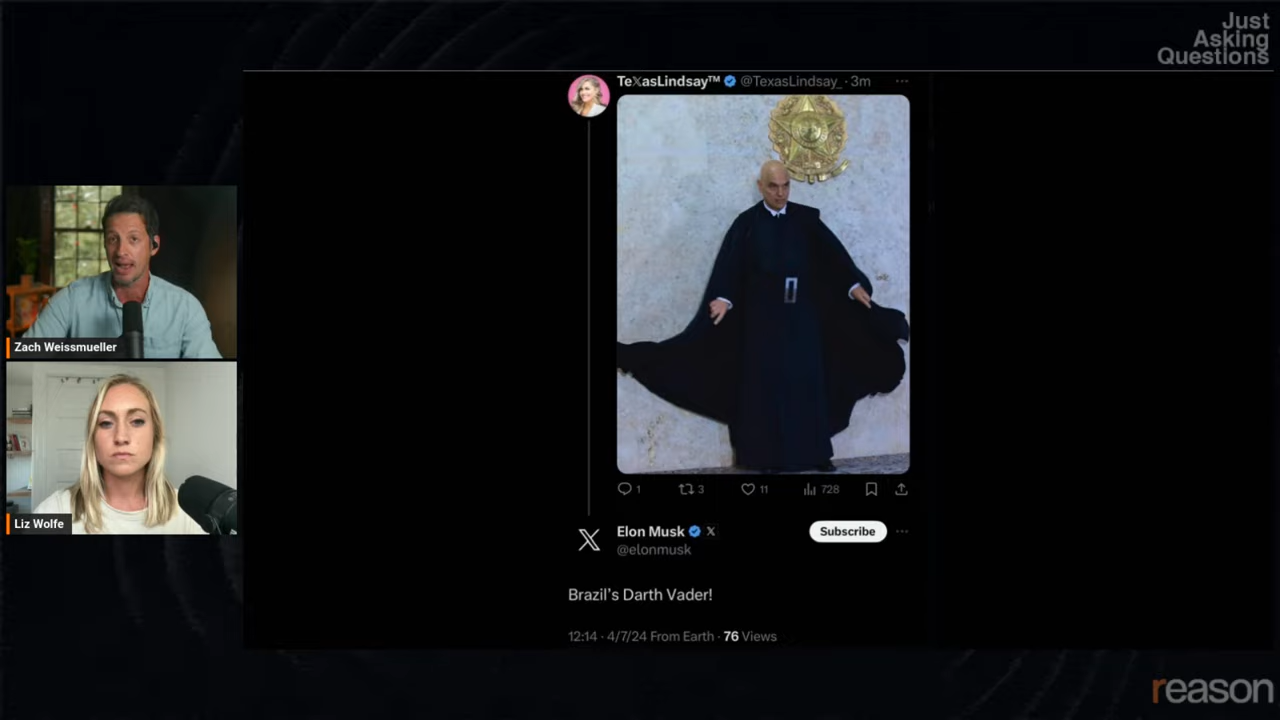 Just
Asking
Questions
Te𝕏asLindsay™ @TexasLindsay_ · 3m
1 3 11 728
Zach Weissmueller
Liz Wolfe
Elon Musk X
@elonmusk
Subscribe
Brazil's Darth Vader!
12:14 · 4/7/24 From Earth · 76 Views
reason